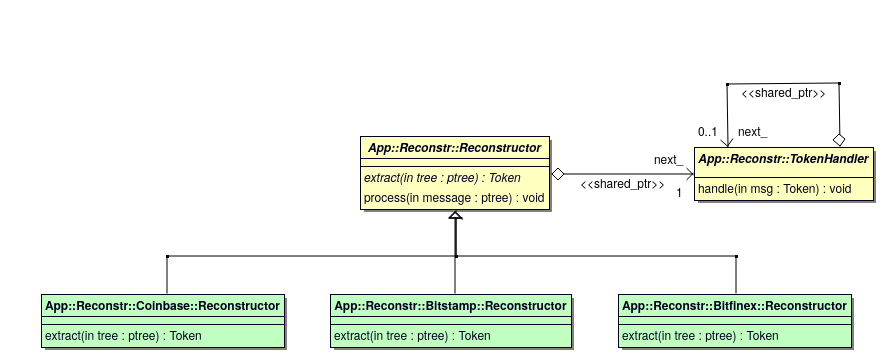 <<shared_ptr>>
0..1 next_
App::Reconstr::Reconstructor
extract(in tree : ptree) : Token
process(in message : ptree) : void
next_
<<shared_ptr>>
1
App::Reconstr::TokenHandler
handle(in msg : Token) : void
App::Reconstr::Coinbase::Reconstructor
extract(in tree : ptree) : Token
App::Reconstr::Bitstamp::Reconstructor
extract(in tree : ptree) : Token
App::Reconstr::Bitfinex::Reconstructor
extract(in tree : ptree) : Token